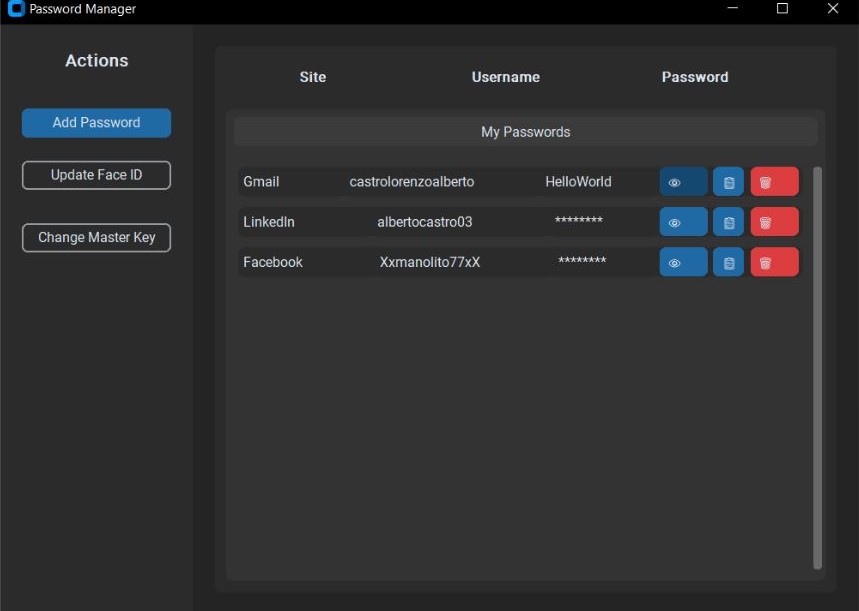 Password Manager
Actions
Add Password
Update Face ID
Change Master Key
Site Username Password
My Passwords
Gmail castrolorenzoalberto HelloWorld
LinkedIn albertocastro03 ********
Facebook Xxmanolito77xX ********